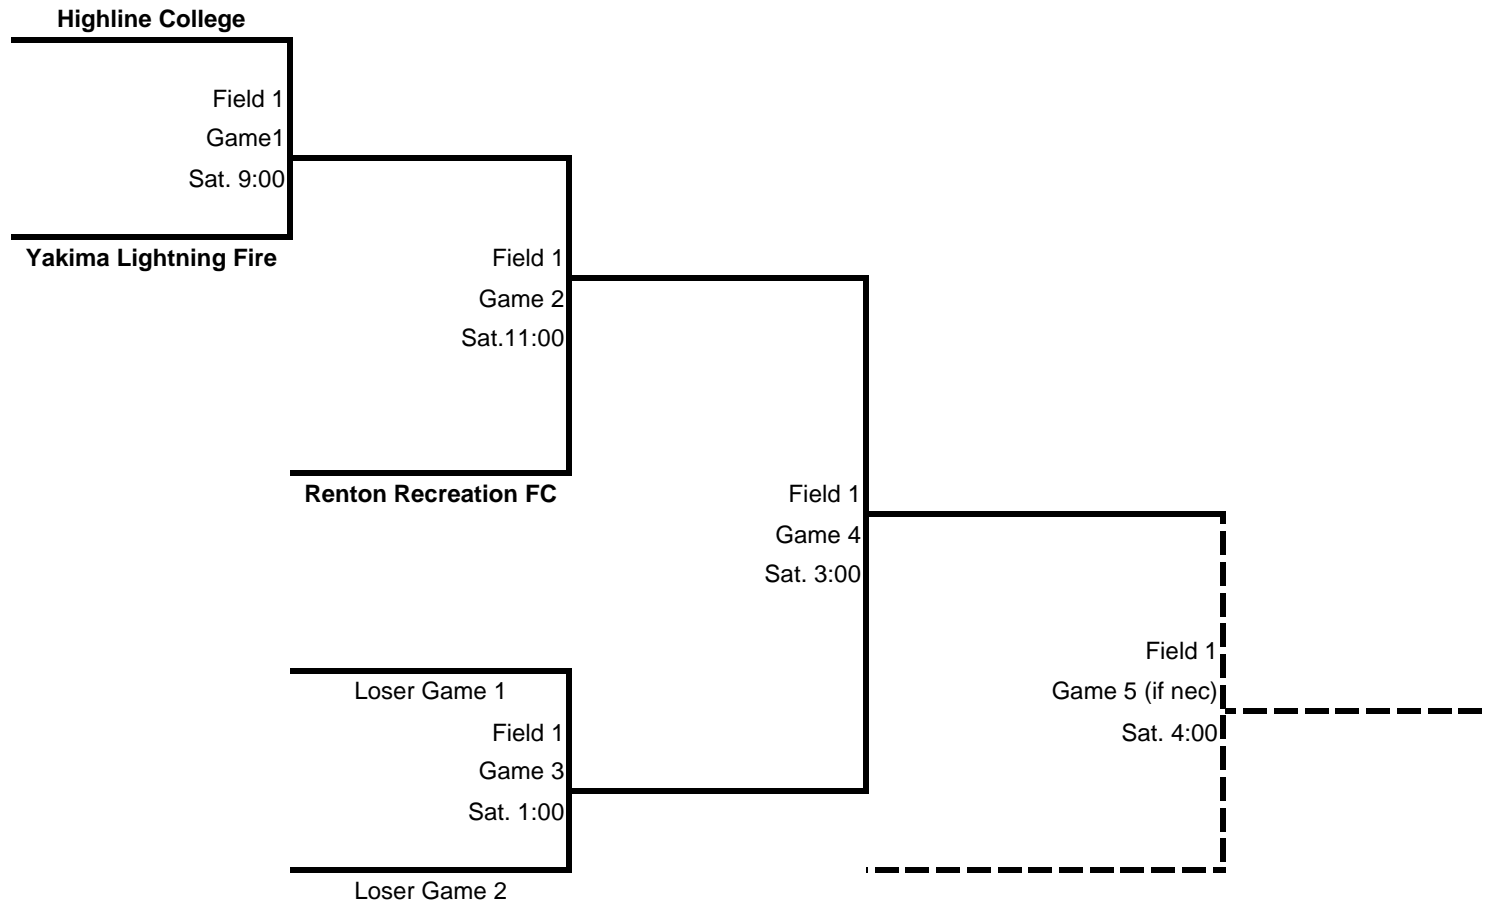 Highline College
Field 1
Game1
Sat. 9:00
Yakima Lightning Fire
Field 1
Game 2
Sat.11:00
Renton Recreation FC
Field 1
Game 4
Sat. 3:00
Loser Game 1
Field 1
Game 3
Sat. 1:00
Loser Game 2
Field 1
Game 5 (if nec)
Sat. 4:00